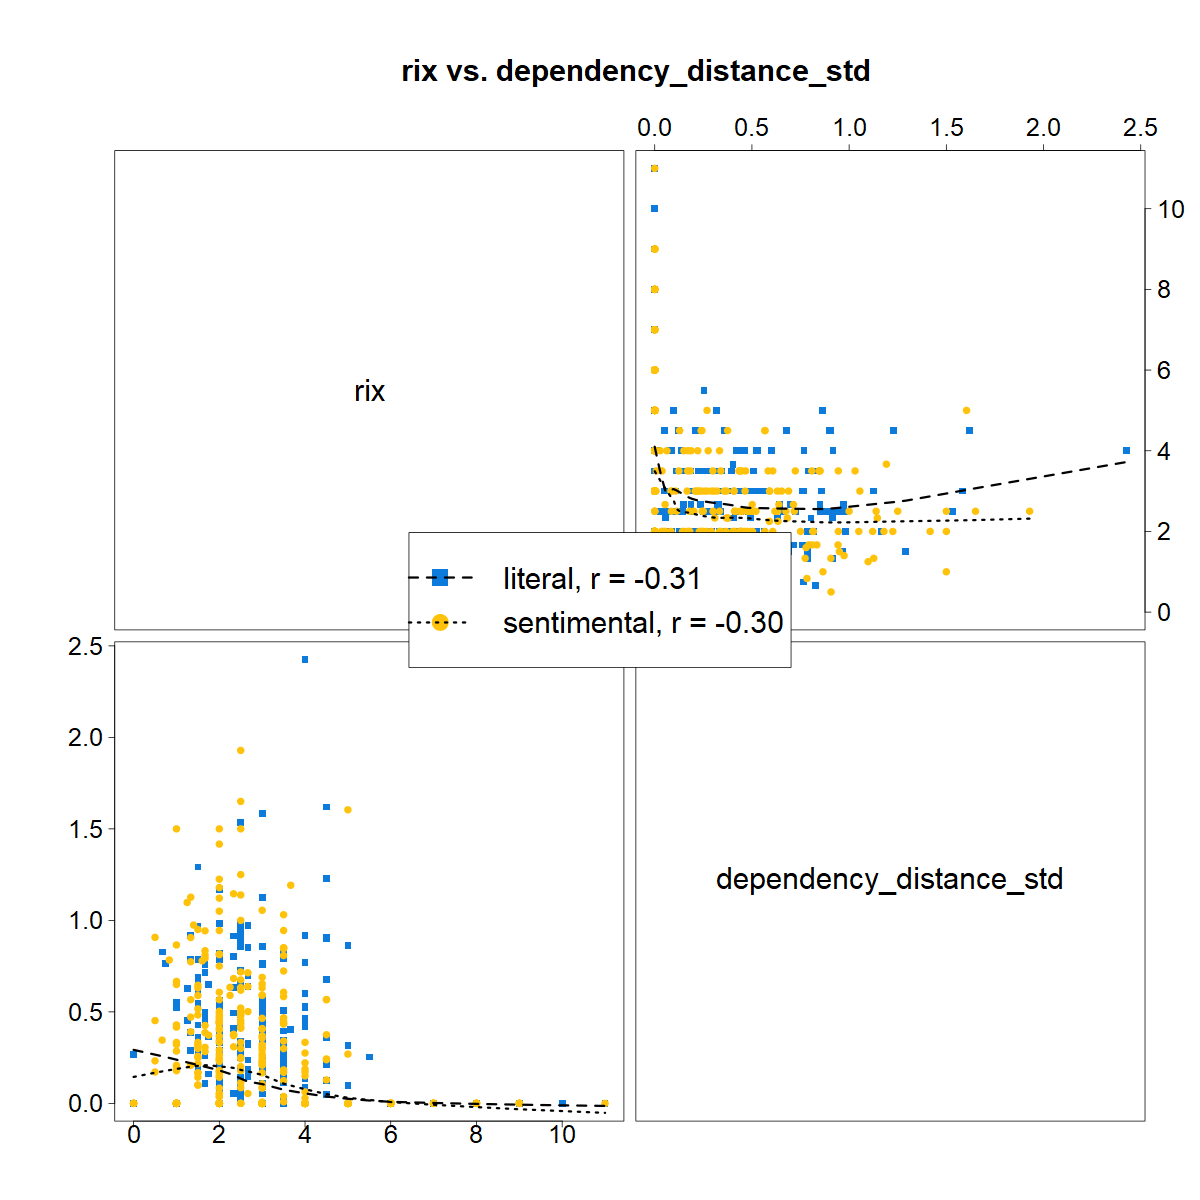 rix vs. dependency_distance_std
0.0 0.5 1.0 1.5 2.0 2.5
10
8
rix
6
4
2
0
literal, r = -0.31
sentimental, r = -0.30
2.5
2.0
1.5
1.0
0.5
0.0
dependency_distance_std
0 2 4 6 8 10